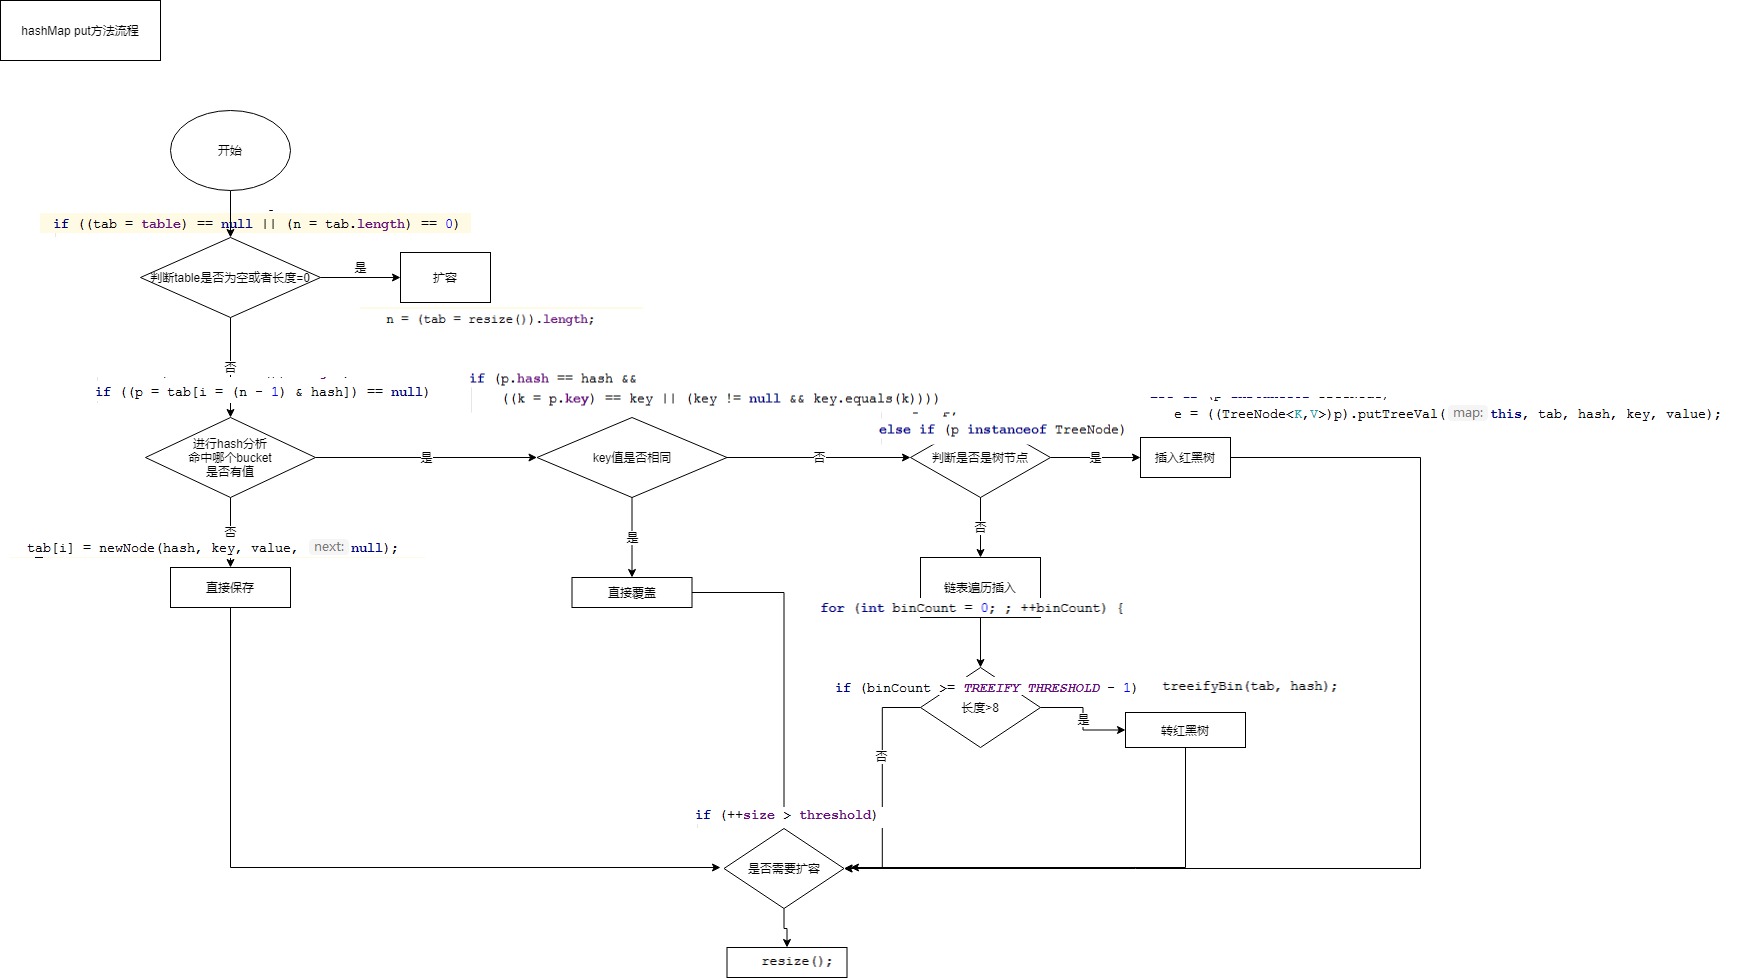 hashMap put方法流程
开始
if ((tab = table) == null || (n = tab.length) == 0)
判断table是否为空或者长度=0
是
扩容
n = (tab = resize()).length;
否
if ((p = tab[i = (n - 1) & hash]) == null)
进行hash分析
命中哪个bucket
是否有值
是
if (p.hash == hash &&
((k = p.key) == key || (key != null && key.equals(k))))
key值是否相同
否
else if (p instanceof TreeNode)
判断是否是树节点
是
e = ((TreeNode<K,V>)p).putTreeVal( map: this, tab, hash, key, value);
插入红黑树
否
tab[i] = newNode(hash, key, value, next: null);
直接保存
是
直接覆盖
否
链表遍历插入
for (int binCount = 0; ; ++binCount) {
if (binCount >= TREEIFY_THRESHOLD - 1)
treeifyBin(tab, hash);
长度>8
是
转红黑树
否
if (++size > threshold)
是否需要扩容
resize();